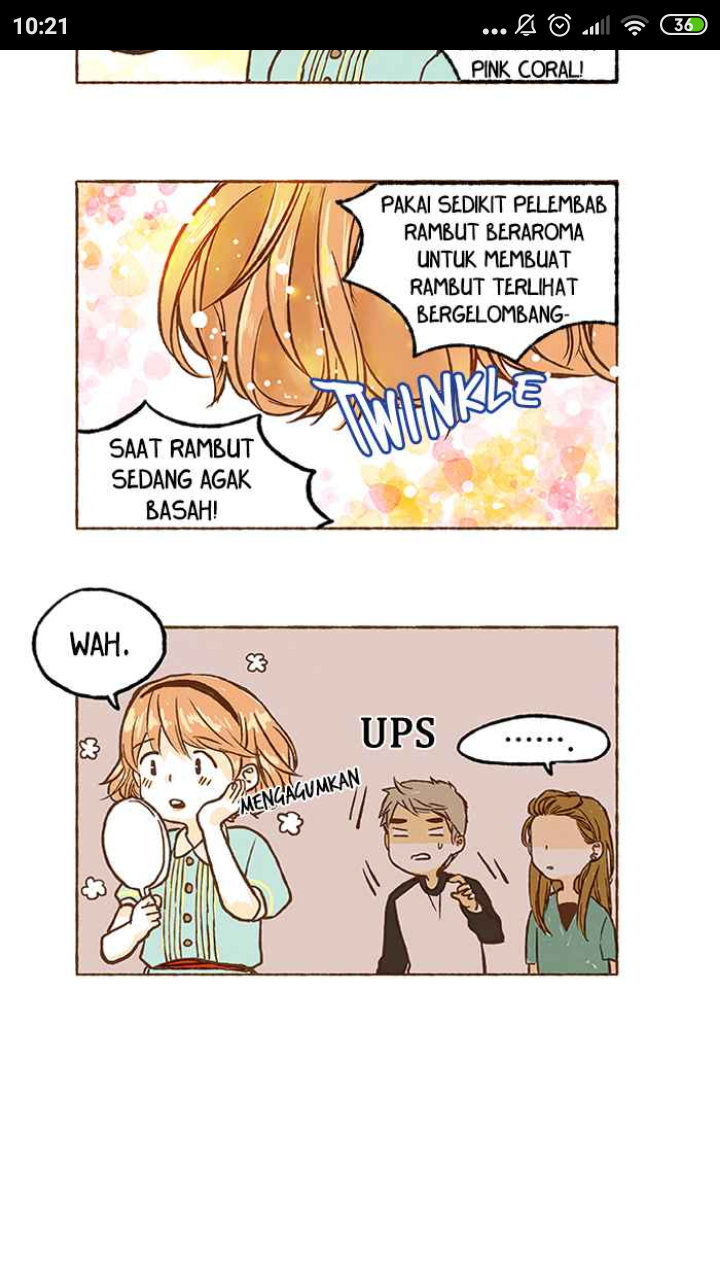 10:21
36
PINK CORAL!
PAKAI SEDIKIT PELEMBAB
RAMBUT BERAROMA
UNTUK MEMBUAT
RAMBUT TERLIHAT
BERGELOMBANG-
TWINKLE
SAAT RAMBUT
SEDANG AGAK
BASAH!
WAH.
UPS
.......
MENGAGUMKAN